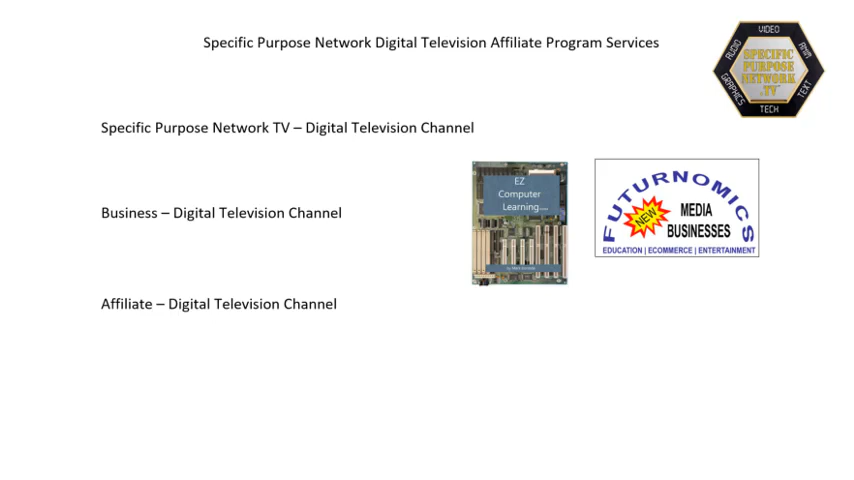 Specific Purpose Network Digital Television Affiliate Program Services
VIDEO
AUDIO
ANIM
SPECIFIC
PURPOSE
NETWORK
.TV
GRAPHICS
TEXT
TECH
Specific Purpose Network TV – Digital Television Channel
EZ
Computer
Learning
FUTURNOMICS
NEW
MEDIA
BUSINESSES
EDUCATION | ECOMMERCE | ENTERTAINMENT
Business – Digital Television Channel
Affiliate – Digital Television Channel